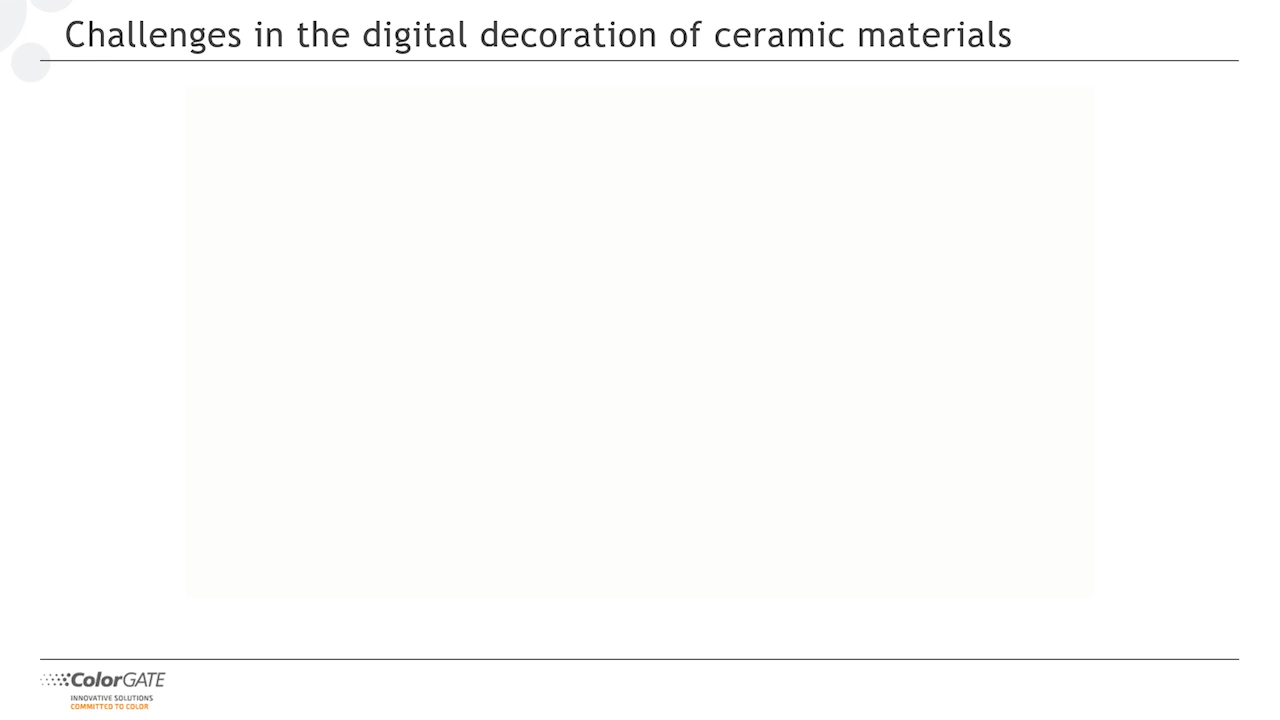 Challenges in the digital decoration of ceramic materials
ColorGATE
INNOVATIVE SOLUTIONS
COMMITTED TO COLOR